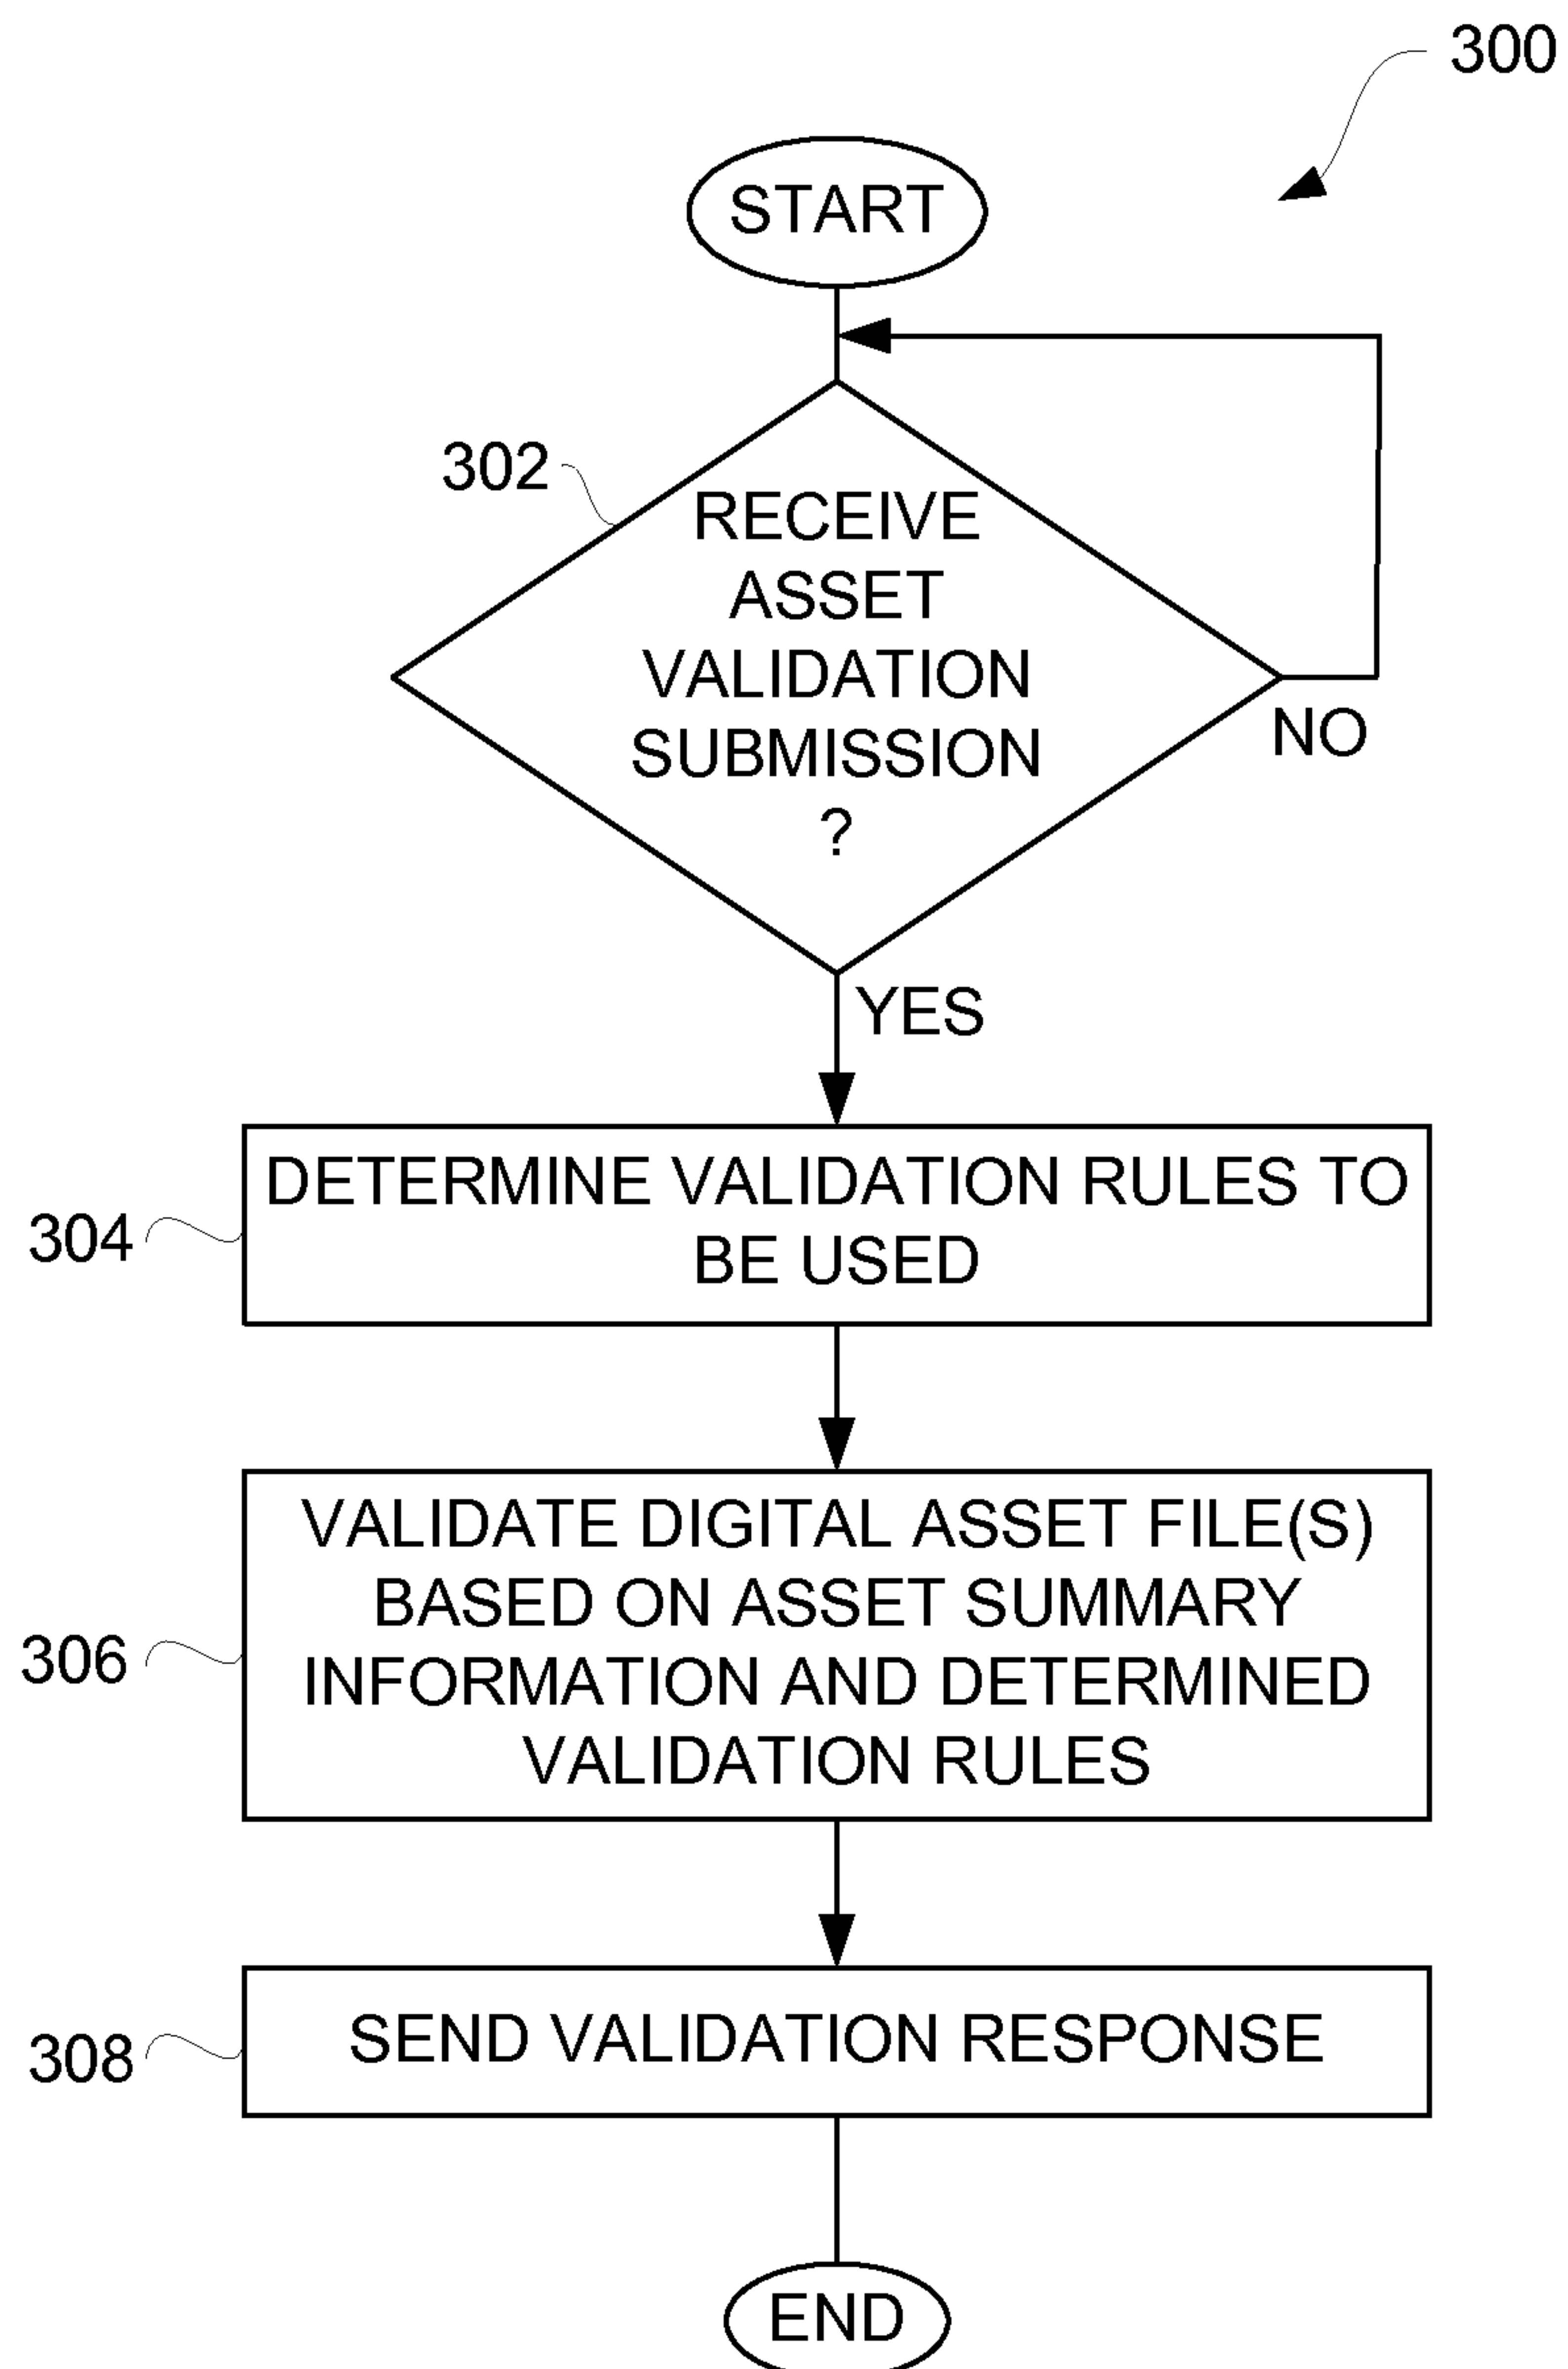 300
START
302
RECEIVE
ASSET
VALIDATION
SUBMISSION
?
NO
YES
304
DETERMINE VALIDATION RULES TO
BE USED
306
VALIDATE DIGITAL ASSET FILE(S)
BASED ON ASSET SUMMARY
INFORMATION AND DETERMINED
VALIDATION RULES
308
SEND VALIDATION RESPONSE
END